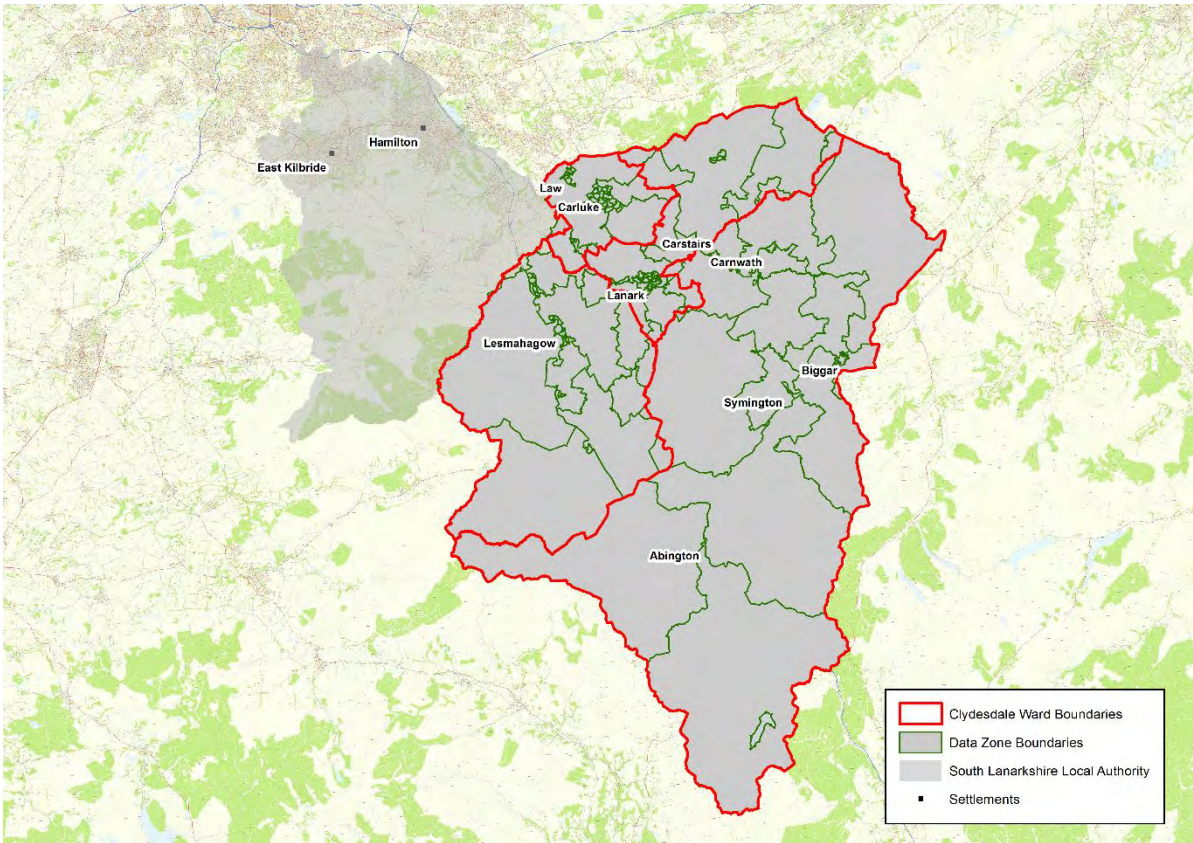 Hamilton
East Kilbride
Law
Carluke
Carstairs
Carnwath
Lanark
Lesmahagow
Biggar
Symington
Abington
Clydesdale Ward Boundaries
Data Zone Boundaries
South Lanarkshire Local Authority
Settlements